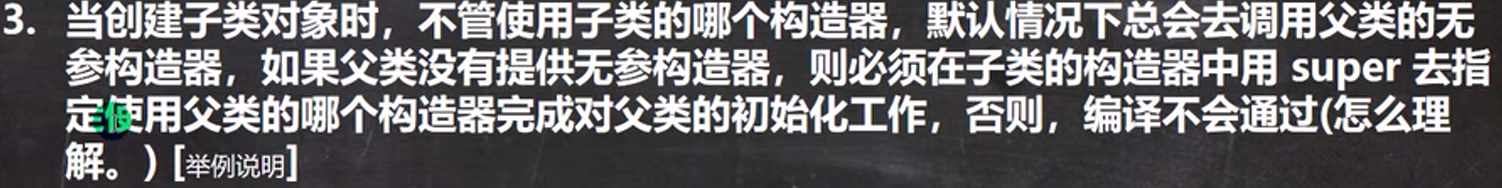 3. 当创建子类对象时，不管使用子类的哪个构造器，默认情况下总会去调用父类的无
参构造器，如果父类没有提供无参构造器，则必须在子类的构造器中用 super 去指
定使用父类的哪个构造器完成对父类的初始化工作，否则，编译不会通过(怎么理
解。) [举例说明]